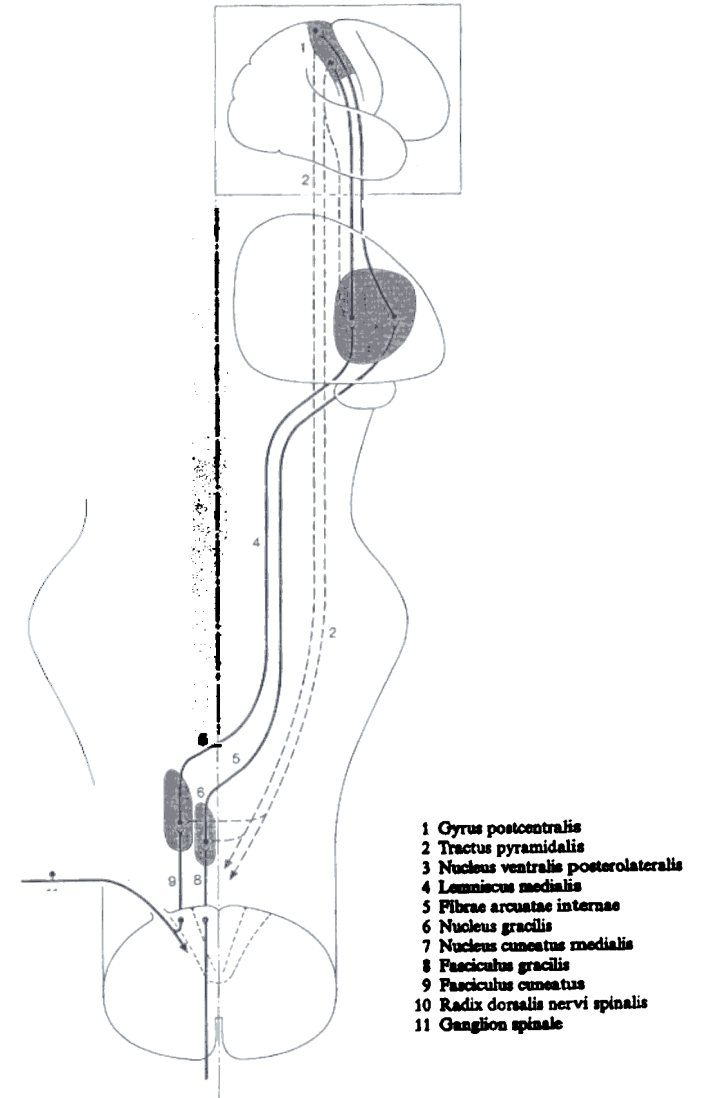 1
2
4
2
6
5
6
9 8
1 Gyrus postcentralis
2 Tractus pyramidalis
3 Nucleus ventralis posterolateralis
4 Lemniscus medialis
5 Fibrae arcuatae internae
6 Nucleus gracilis
7 Nucleus cuneatus medialis
8 Fasciculus gracilis
9 Fasciculus cuneatus
10 Radix dorsalis nervi spinalis
11 Ganglion spinale